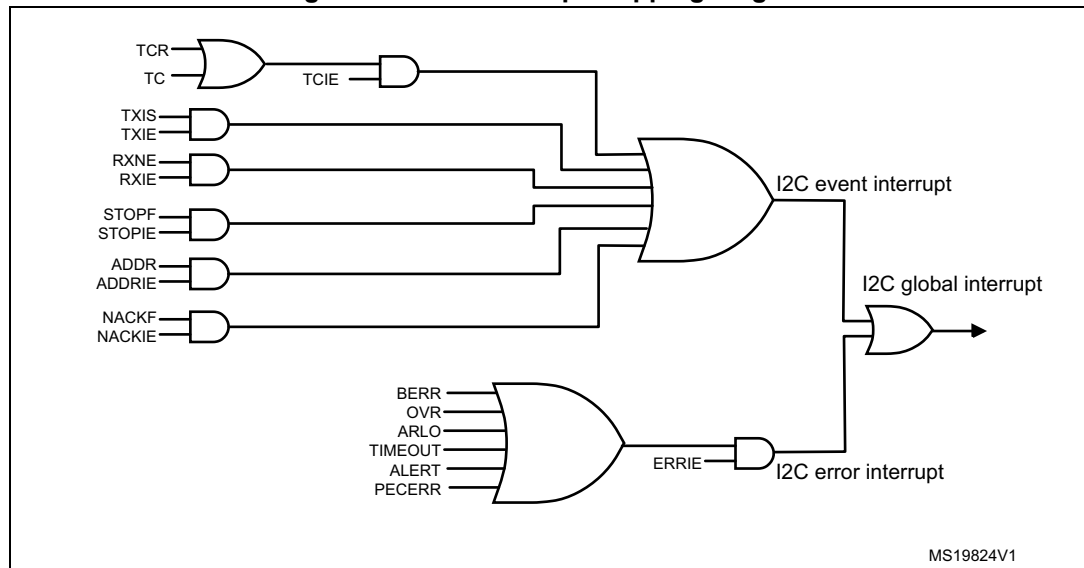 TCR
TC
TCIE
TXIS
TXIE
RXNE
RXIE
STOPF
STOPIE
ADDR
ADDRIE
NACKF
NACKIE
I2C event interrupt
I2C global interrupt
BERR
OVR
ARLO
TIMEOUT
ALERT
PECERR
ERRIE
I2C error interrupt
MS19824V1